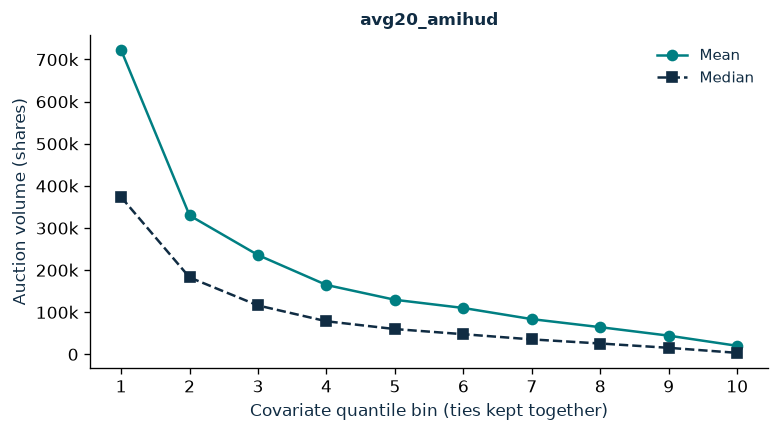 avg20_amihud
Auction volume (shares)
700k
600k
500k
400k
300k
200k
100k
0
Mean
Median
1 2 3 4 5 6 7 8 9 10
Covariate quantile bin (ties kept together)